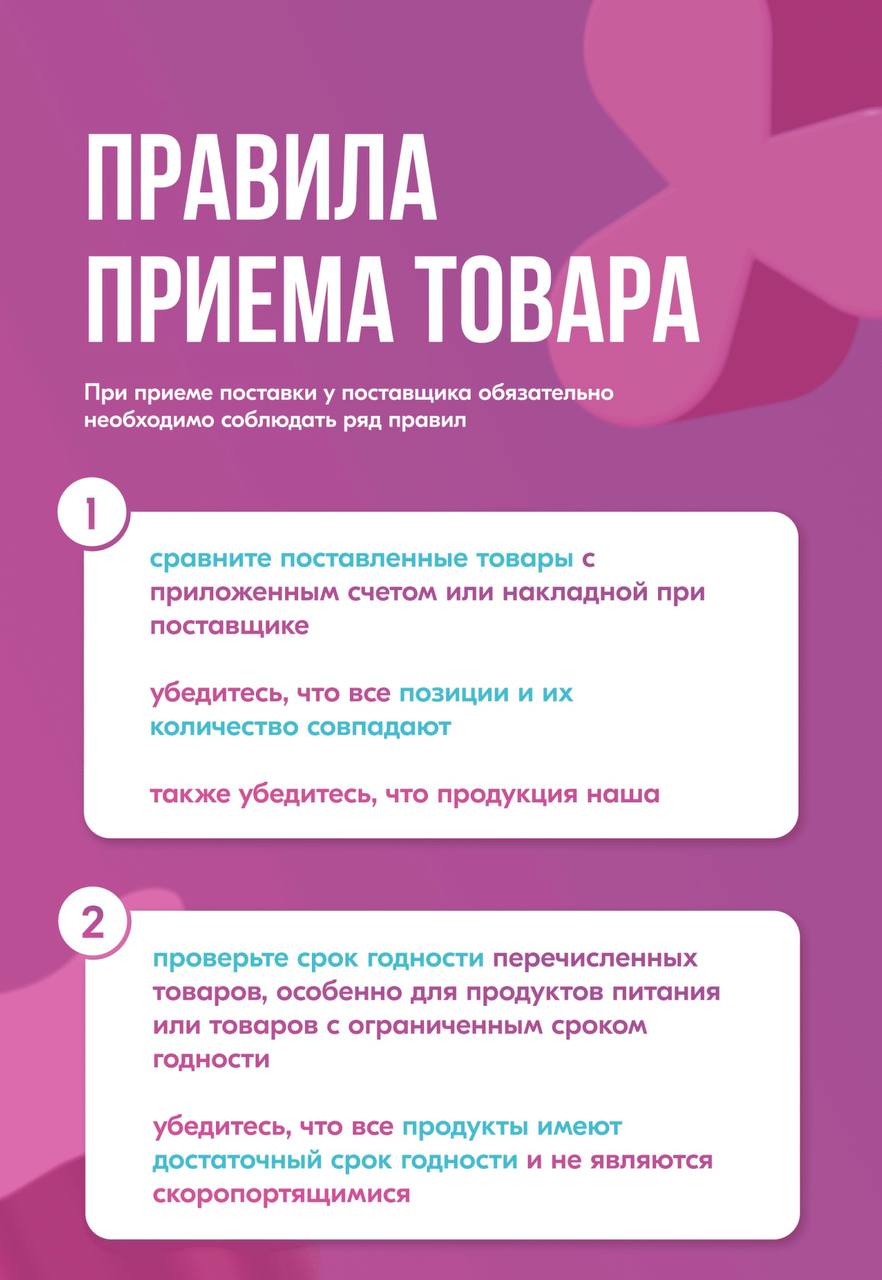 ПРАВИЛА
ПРИЕМА ТОВАРА
При приеме поставки у поставщика обязательно
необходимо соблюдать ряд правил
1
сравните поставленные товары с
приложенным счетом или накладной при
поставщике
убедитесь, что все позиции и их
количество совпадают
также убедитесь, что продукция наша
2
проверьте срок годности перечисленных
товаров, особенно для продуктов питания
или товаров с ограниченным сроком
годности
убедитесь, что все продукты имеют
достаточный срок годности и не являются
скоропортящимися